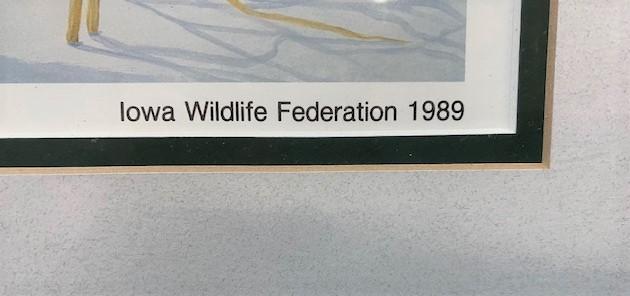 Iowa Wildlife Federation 1989